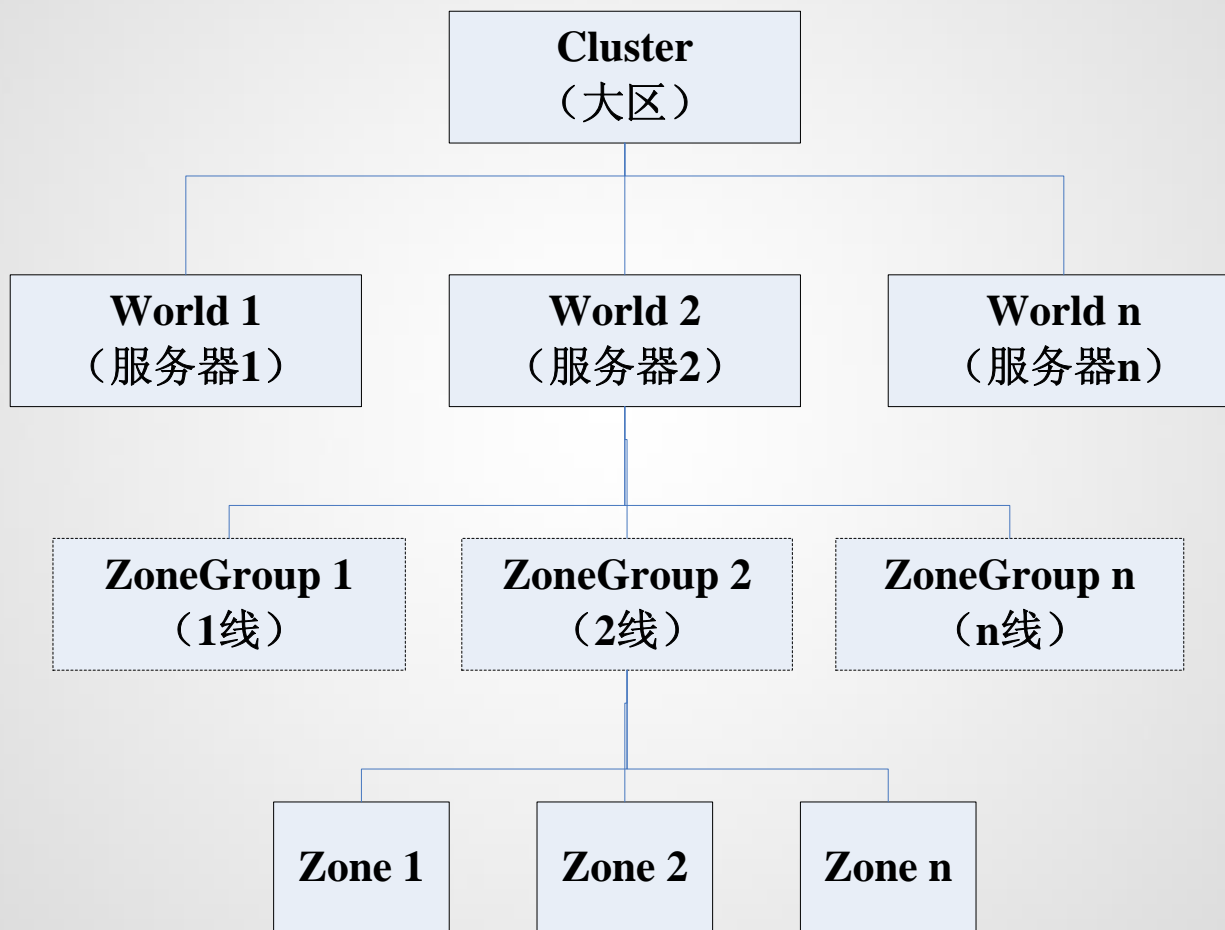 Cluster
（大区）
World 1
（服务器1）
World 2
（服务器2）
World n
（服务器n）
ZoneGroup 1
（1线）
ZoneGroup 2
（2线）
ZoneGroup n
（n线）
Zone 1
Zone 2
Zone n